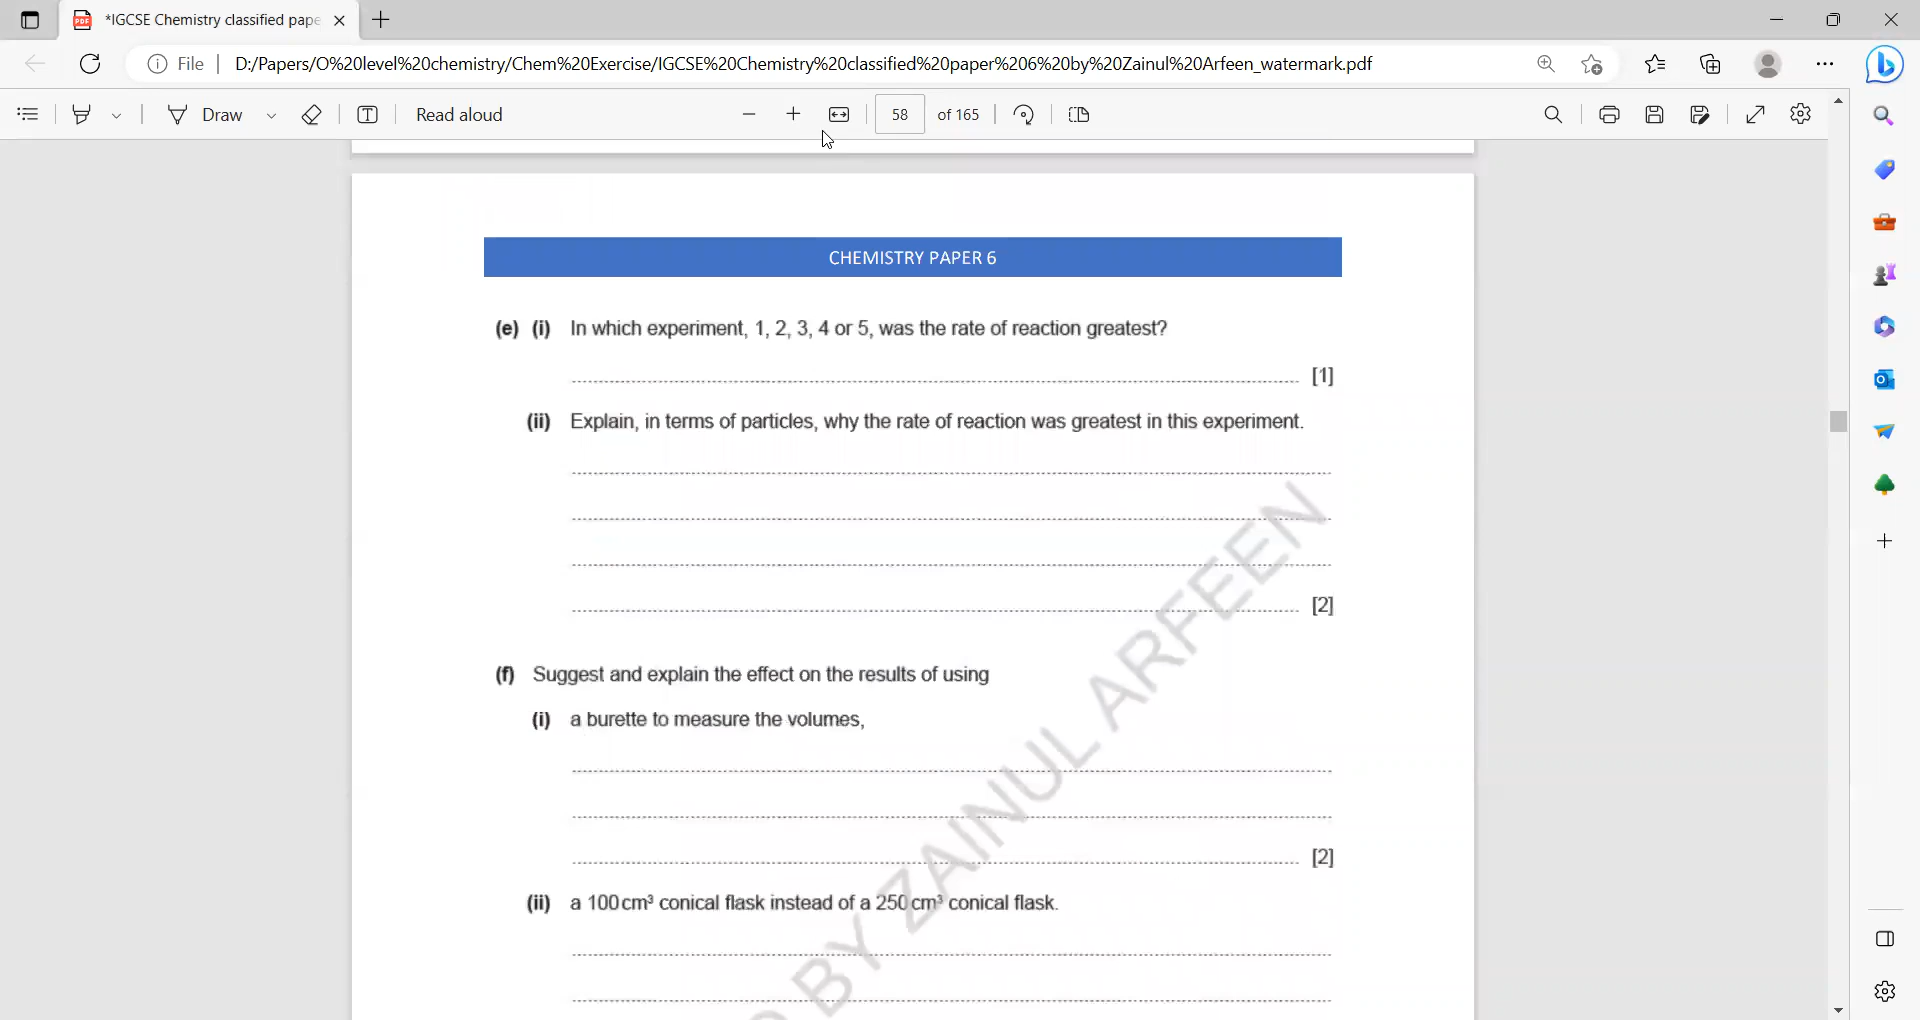 *IGCSE Chemistry classified pape
File
D:/Papers/O%20level%20chemistry/Chem%20Exercise/IGCSE%20Chemistry%20classified%20paper%206%20by%20Zainul%20Arfeen_watermark.pdf
Draw
Read aloud
58
of 165
CHEMISTRY PAPER 6
(e) (i) In which experiment, 1, 2, 3, 4 or 5, was the rate of reaction greatest?
[1]
(ii) Explain, in terms of particles, why the rate of reaction was greatest in this experiment.
[2]
(f) Suggest and explain the effect on the results of using
(i) a burette to measure the volumes,
[2]
(ii) a 100 cm³ conical flask instead of a 250 cm³ conical flask.
BY ZAINUL ARFEEN